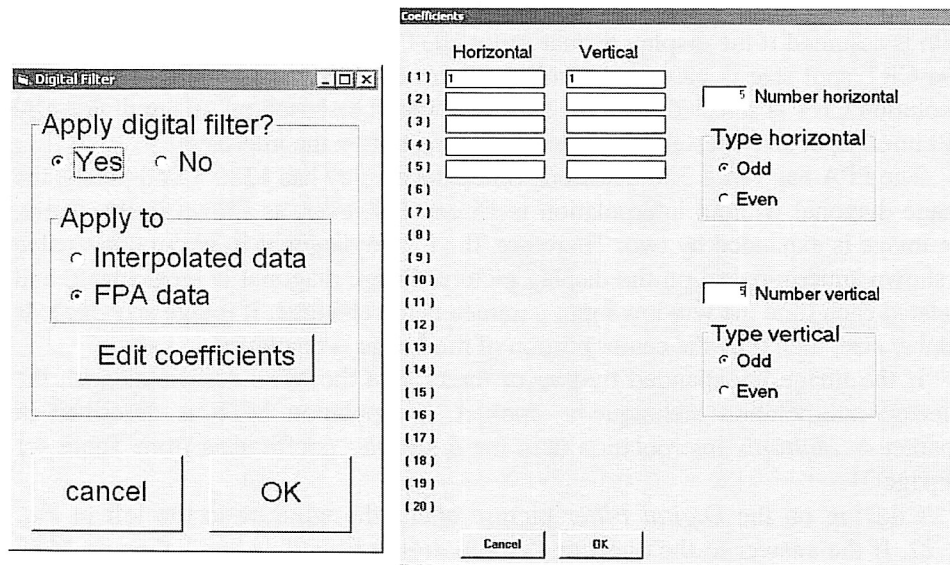 Digital Filter
Apply digital filter?
Yes No
Apply to
Interpolated data
FPA data
Edit coefficients
cancel OK
Coefficients
Horizontal Vertical
(1) 1 1
(2)
(3)
(4)
(5)
(6)
(7)
(8)
(9)
(10)
(11)
(12)
(13)
(14)
(15)
(16)
(17)
(18)
(19)
(20)
5 Number horizontal
Type horizontal
Odd
Even
5 Number vertical
Type vertical
Odd
Even
Cancel OK